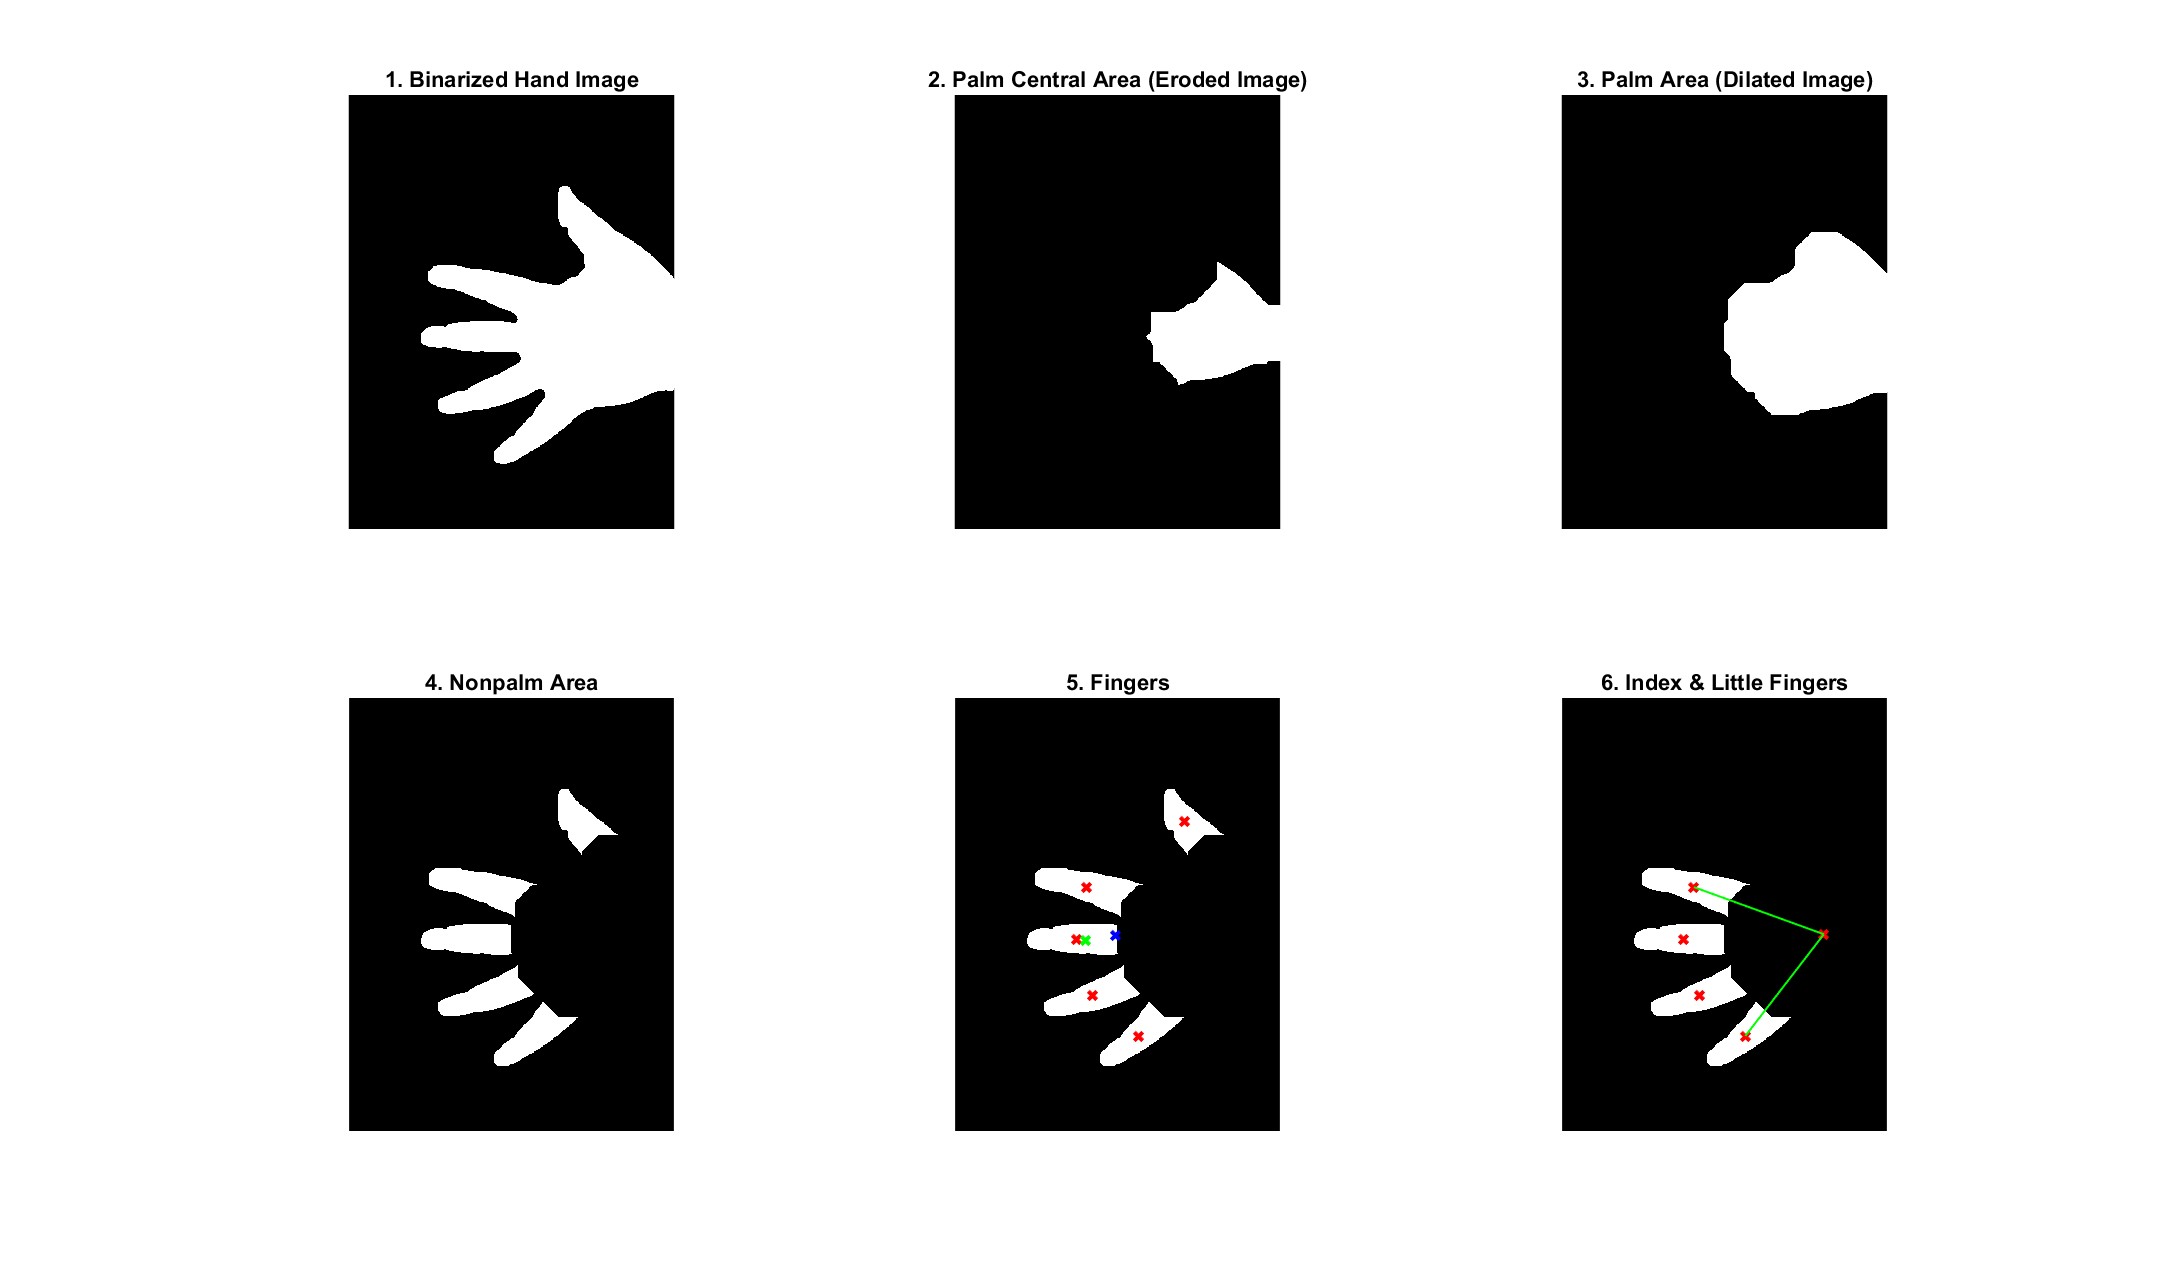 1. Binarized Hand Image
2. Palm Central Area (Eroded Image)
3. Palm Area (Dilated Image)
4. Nonpalm Area
5. Fingers
6. Index & Little Fingers